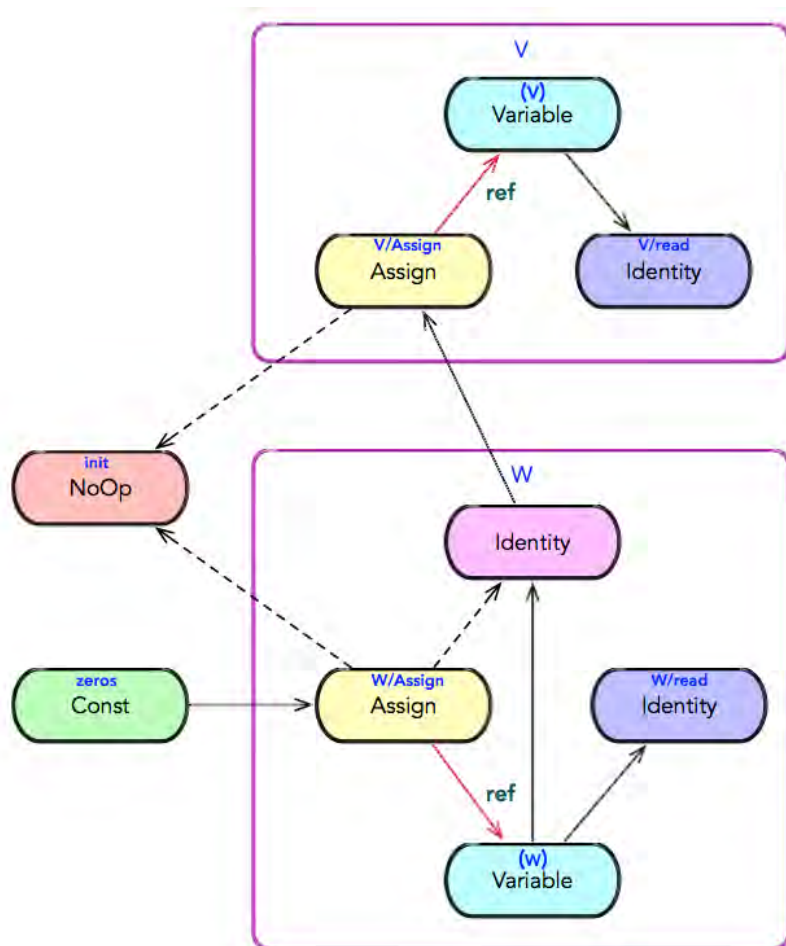 V
(V)
Variable
ref
V/Assign
Assign
V/read
Identity
init
NoOp
W
Identity
zeros
Const
W/Assign
Assign
W/read
Identity
ref
(w)
Variable